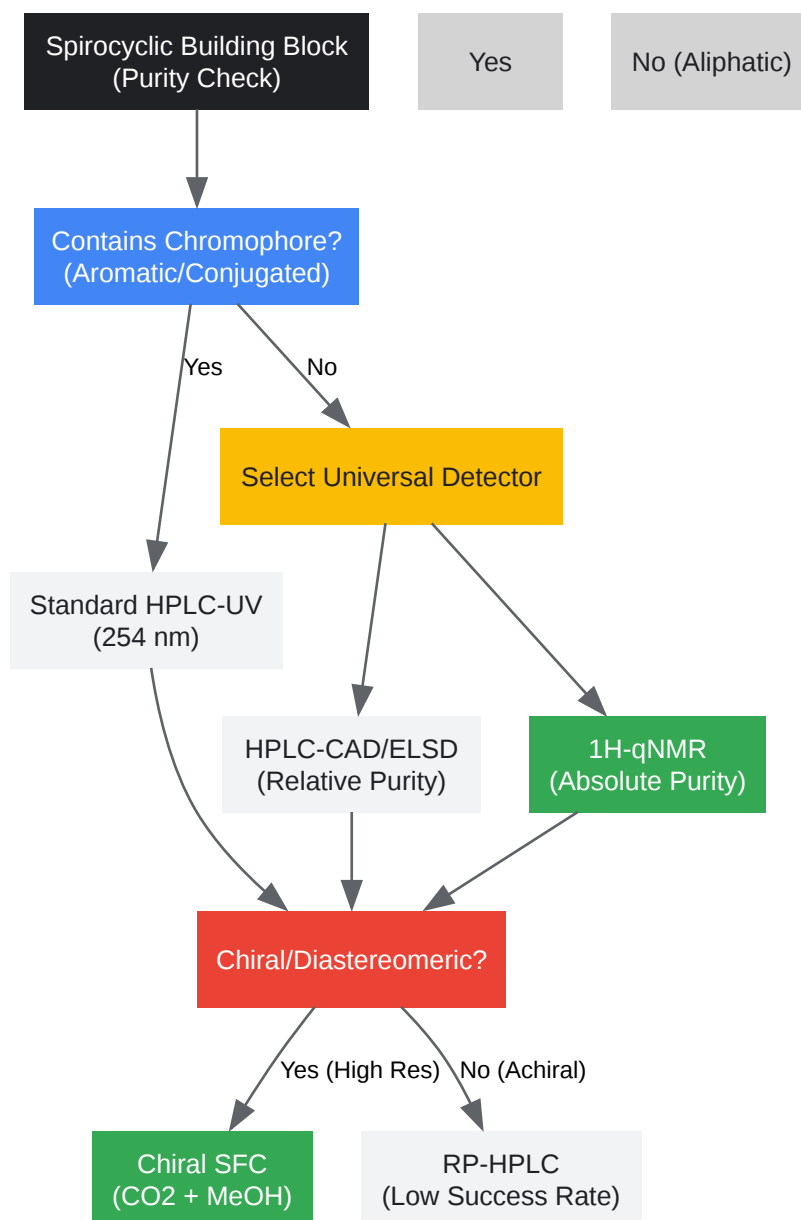 Spirocyclic Building Block
(Purity Check)
Yes
No (Aliphatic)
Contains Chromophore?
(Aromatic/Conjugated)
Yes
No
Select Universal Detector
Standard HPLC-UV
(254 nm)
HPLC-CAD/ELSD
(Relative Purity)
1H-qNMR
(Absolute Purity)
Chiral/Diastereomeric?
Yes (High Res)
No (Achiral)
Chiral SFC
(CO2 + MeOH)
RP-HPLC
(Low Success Rate)